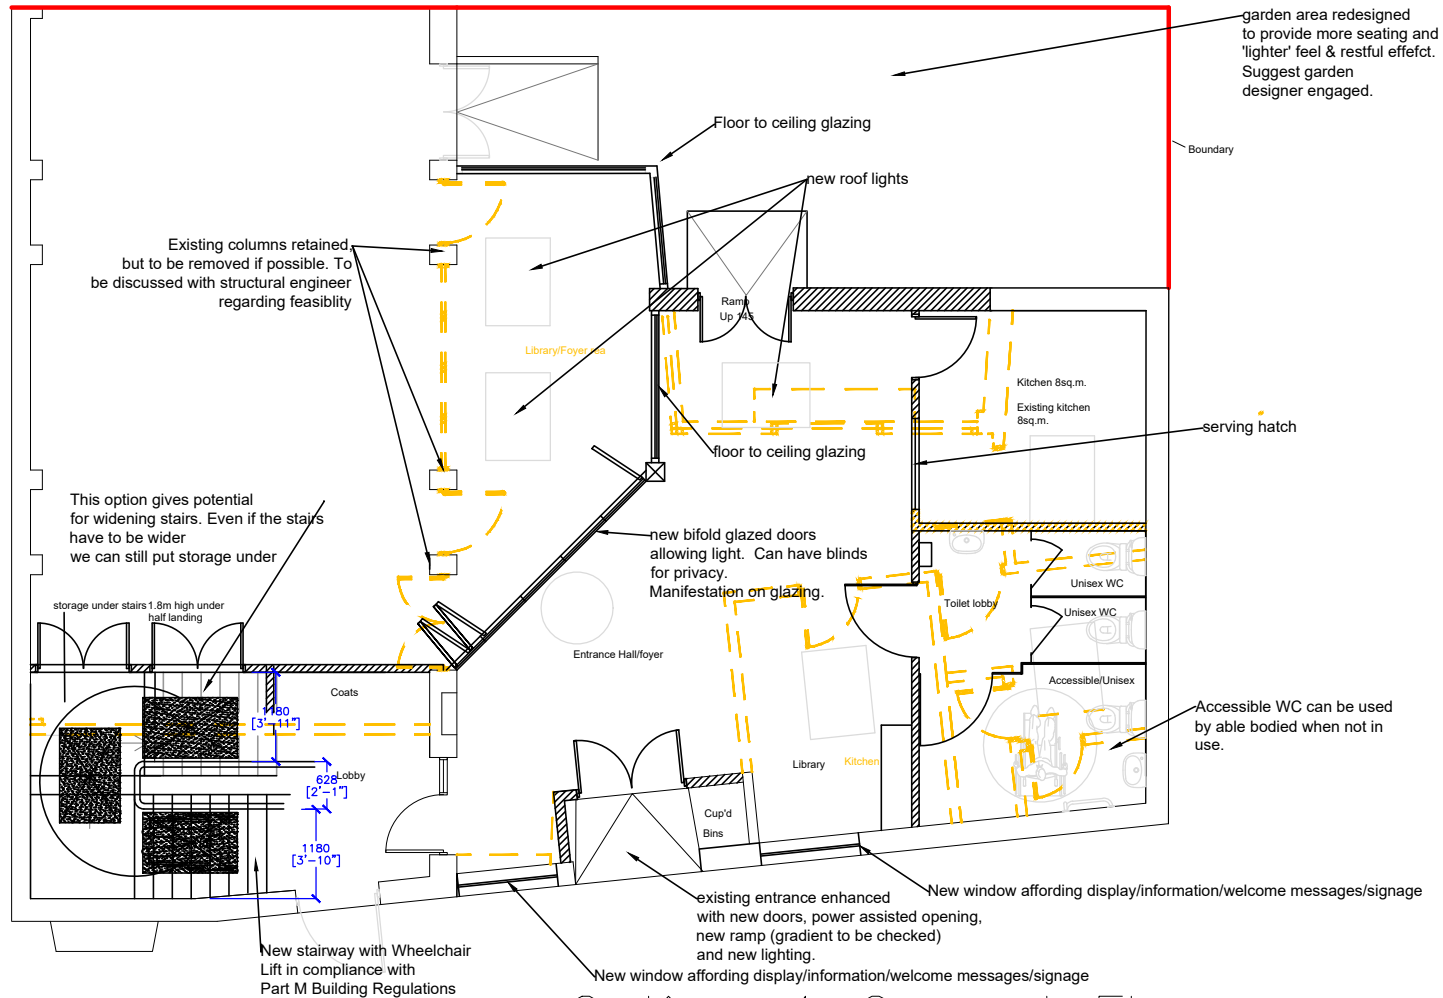 garden area redesigned
to provide more seating and
'lighter' feel & restful effefct.
Suggest garden
designer engaged.
Floor to ceiling glazing
Boundary
new roof lights
Existing columns retained,
but to be removed if possible. To
be discussed with structural engineer
regarding feasiblity
Ramp
Up 145
Library/Foyer
Kitchen 8sq.m.
Existing kitchen
8sq.m.
serving hatch
floor to ceiling glazing
This option gives potential
for widening stairs. Even if the stairs
have to be wider
we can still put storage under
new bifold glazed doors
allowing light. Can have blinds
for privacy.
Manifestation on glazing.
storage under stairs
1.8m high under
half landing
Toilet lobby
Unisex WC
Unisex WC
Entrance Hall/foyer
Coats
Accessible/Unisex
1180
[3'-11"]
Accessible WC can be used
by able bodied when not in
use.
Lobby
628
[2'-1"]
Library
Kitchen
Cup'd
Bins
1180
[3'-10"]
existing entrance enhanced
with new doors, power assisted opening,
new ramp (gradient to be checked)
and new lighting.
New window affording display/information/welcome messages/signage
New stairway with Wheelchair
Lift in compliance with
Part M Building Regulations
New window affording display/information/welcome messages/signage